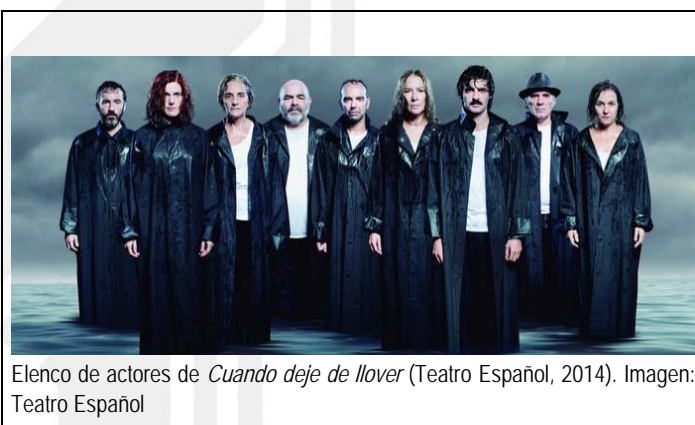 Elenco de actores de Cuando deje de llover (Teatro Español, 2014). Imagen:
Teatro Español